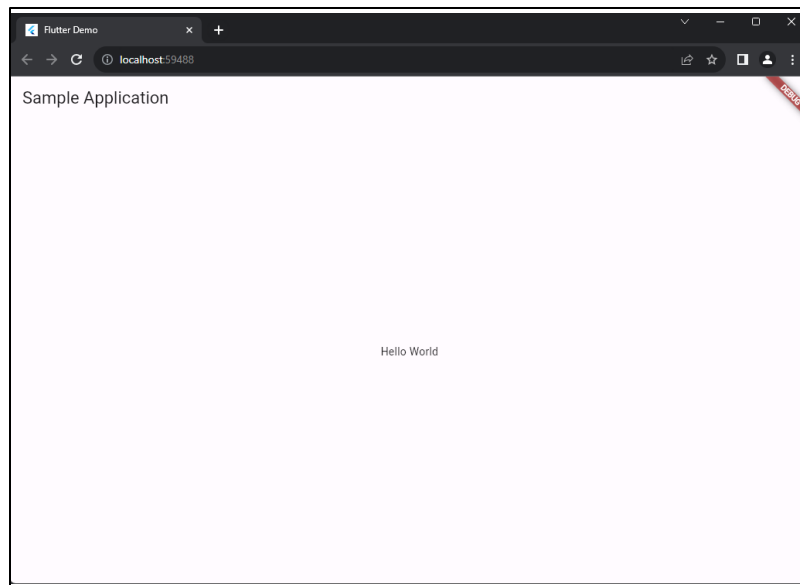 Flutter Demo
localhost:59488
Sample Application
DEBUG
Hello World